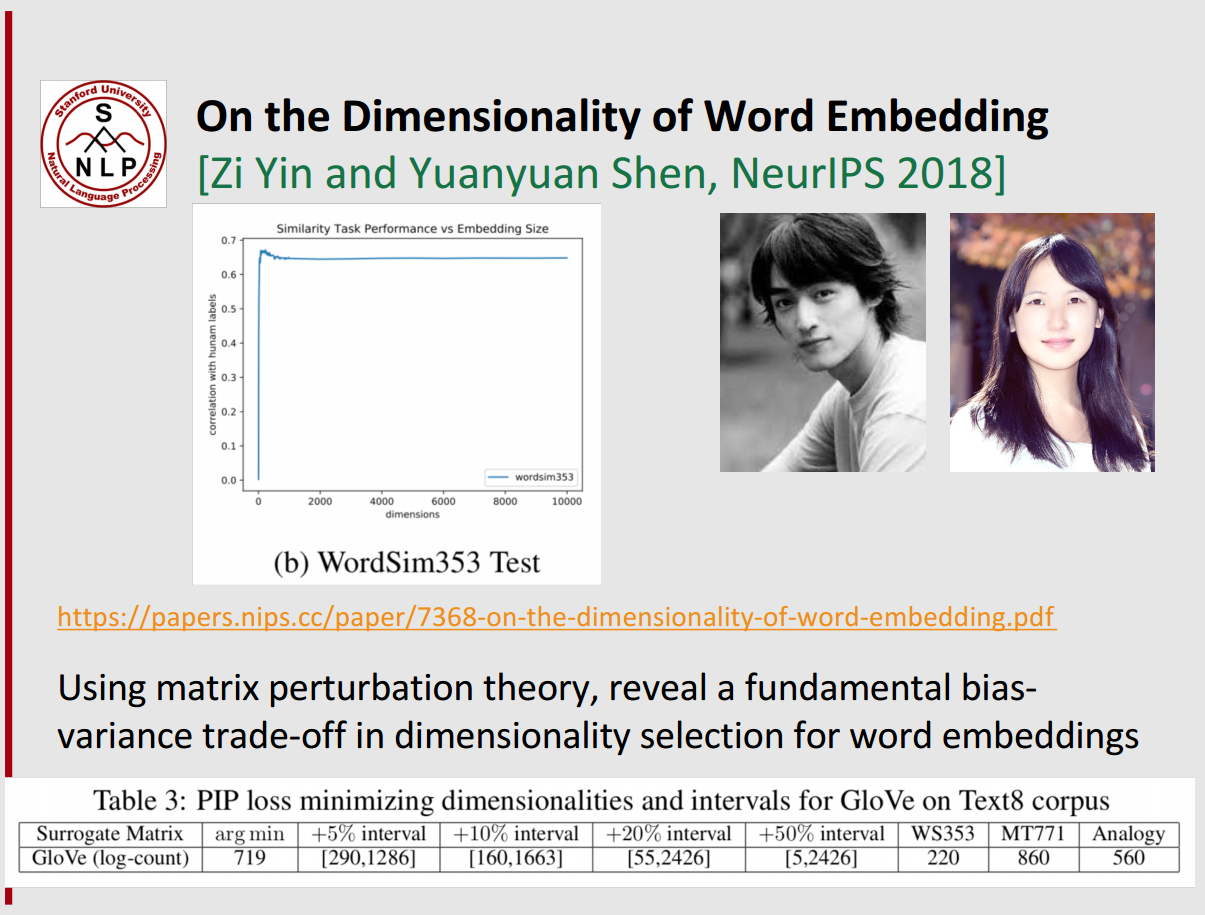 Stanford University
S
NLP
Natural Language Processing
On the Dimensionality of Word Embedding
[Zi Yin and Yuanyuan Shen, NeurIPS 2018]
Similarity Task Performance vs Embedding Size
correlation with hunam labels
0.7
0.6
0.5
0.4
0.3
0.2
0.1
0.0
wordsim353
0 2000 4000 6000 8000 10000
dimensions
(b) WordSim353 Test
https://papers.nips.cc/paper/7368-on-the-dimensionality-of-word-embedding.pdf
Using matrix perturbation theory, reveal a fundamental bias-
variance trade-off in dimensionality selection for word embeddings
Table 3: PIP loss minimizing dimensionalities and intervals for GloVe on Text8 corpus
Surrogate Matrix arg min +5% interval +10% interval +20% interval +50% interval WS353 MT771 Analogy
GloVe (log-count) 719 [290,1286] [160,1663] [55,2426] [5,2426] 220 860 560